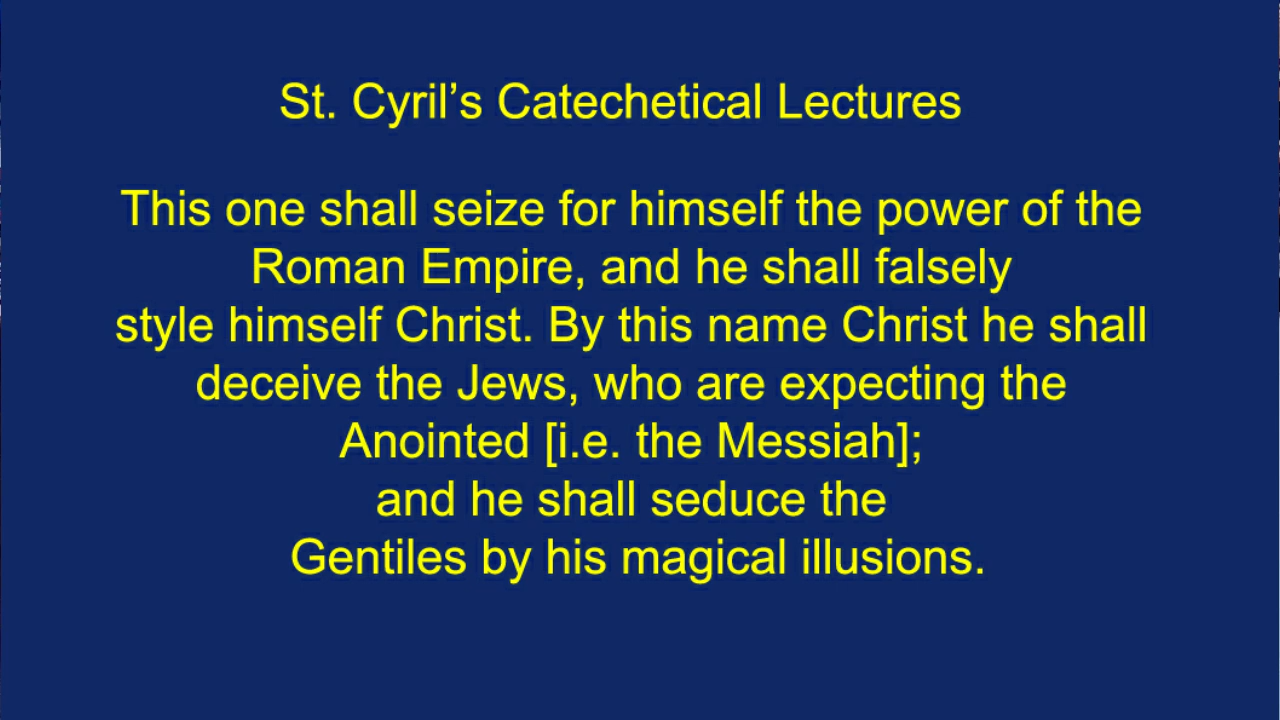 St. Cyril’s Catechetical Lectures
This one shall seize for himself the power of the
Roman Empire, and he shall falsely
style himself Christ. By this name Christ he shall
deceive the Jews, who are expecting the
Anointed [i.e. the Messiah];
and he shall seduce the
Gentiles by his magical illusions.